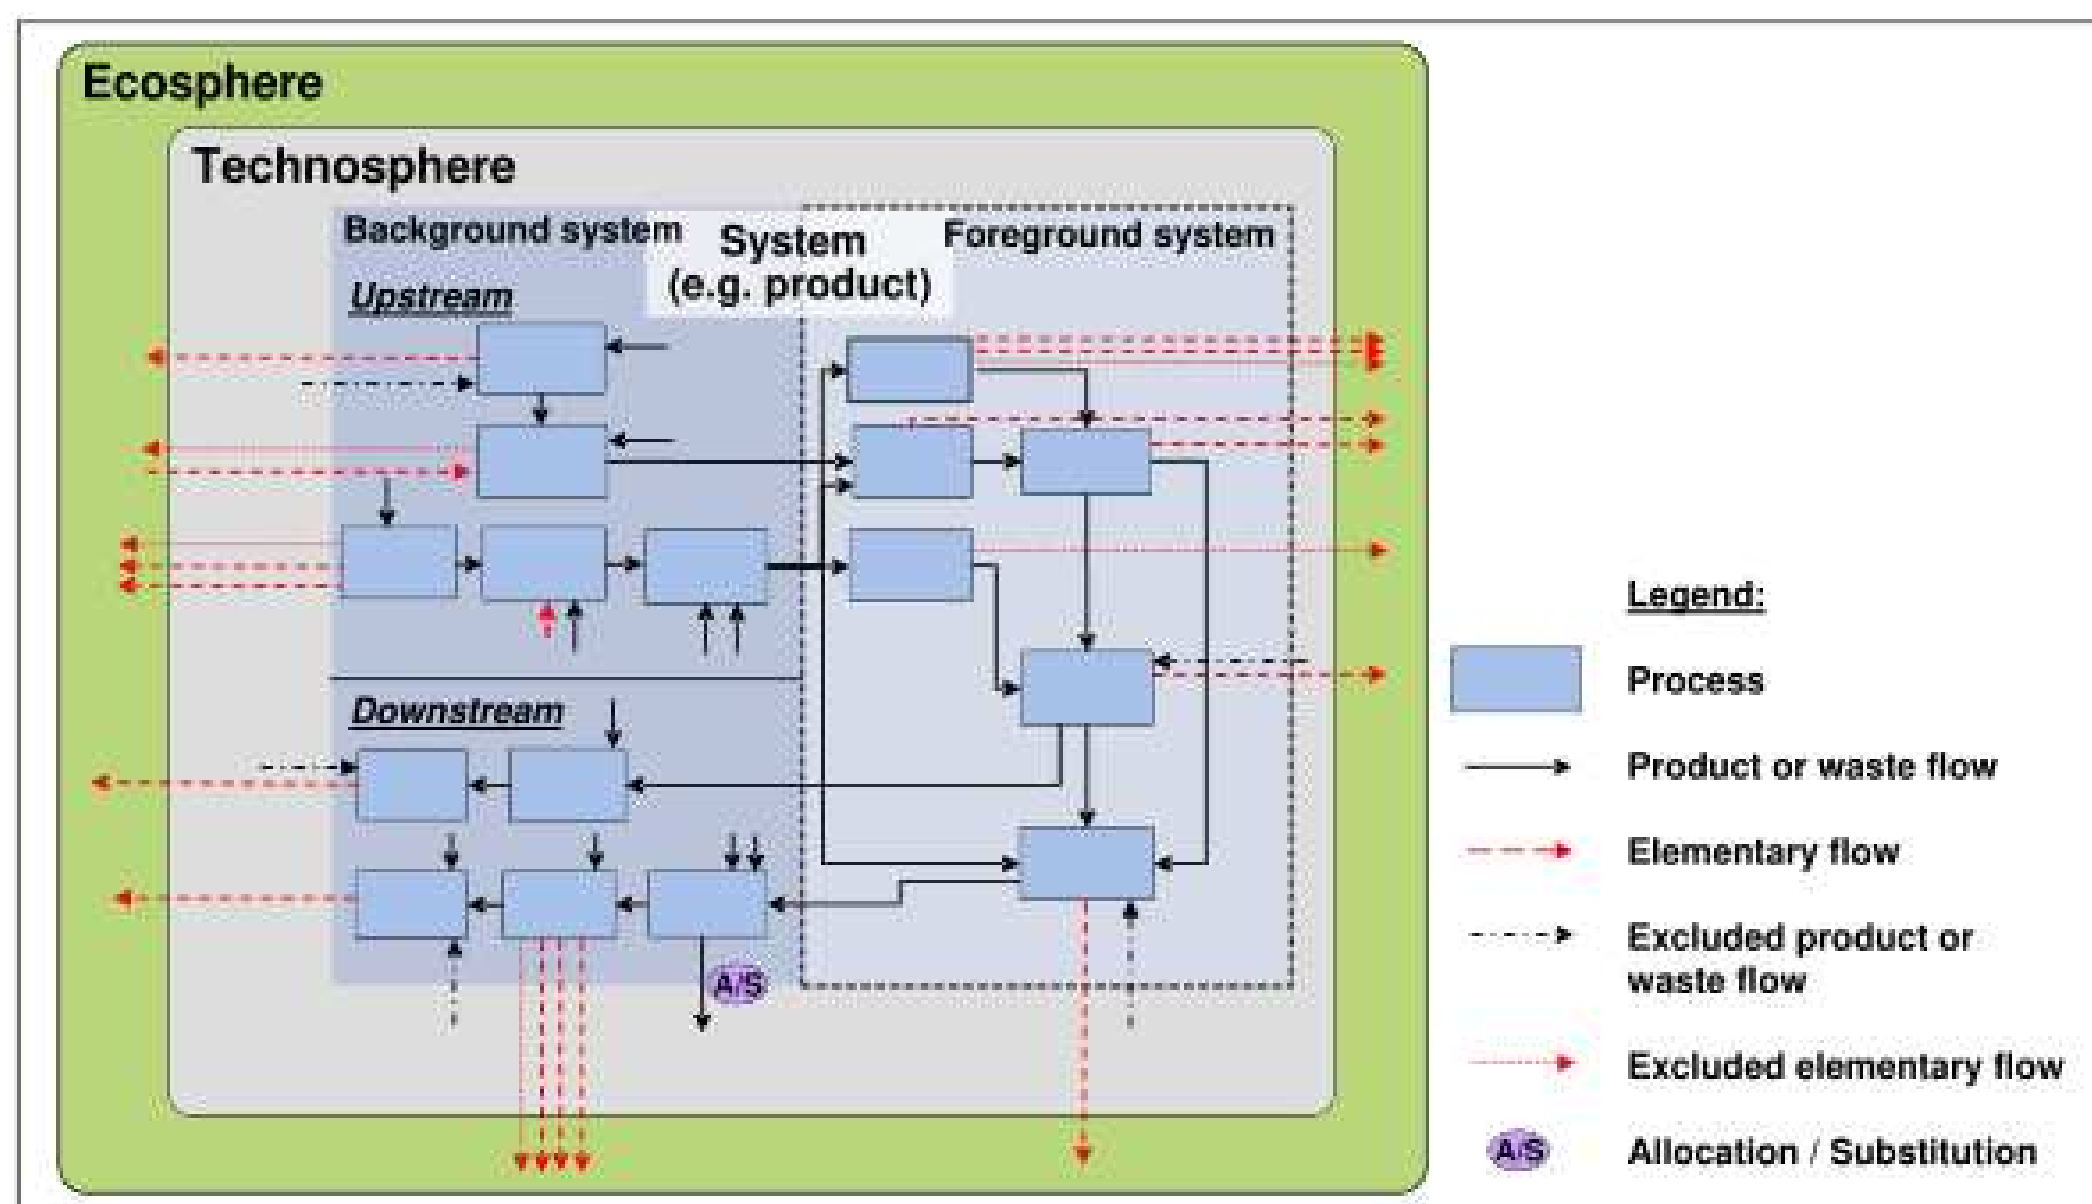 Ecosphere
Technosphere
Background system
System
(e.g. product)
Foreground system
Upstream
Downstream
A/S
Legend:
Process
Product or waste flow
Elementary flow
Excluded product or
waste flow
Excluded elementary flow
A/S
Allocation / Substitution